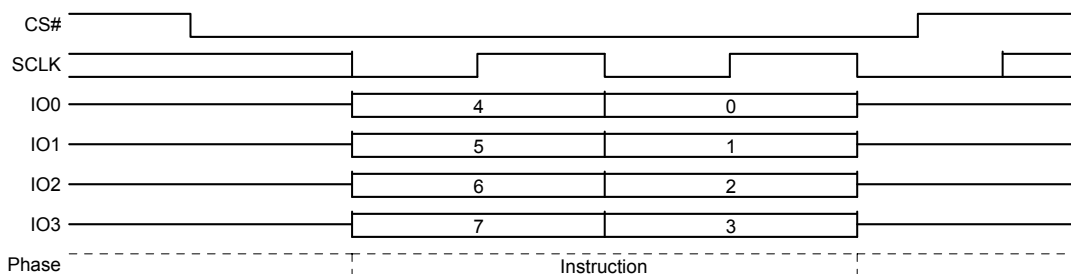 CS#
SCLK
IO0 4 0
IO1 5 1
IO2 6 2
IO3 7 3
Phase Instruction